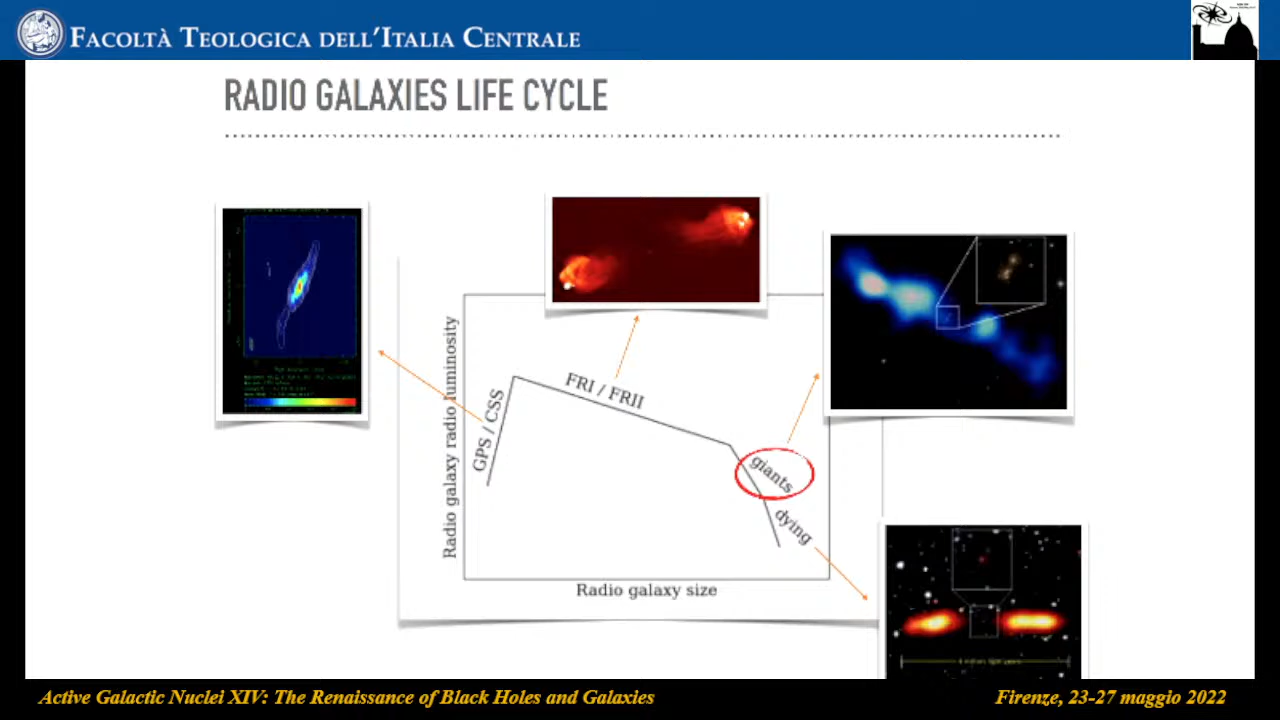 FACOLTÀ TEOLOGICA DELL'ITALIA CENTRALE
RADIO GALAXIES LIFE CYCLE
Radio galaxy radio luminosity
GPS / CSS
FRI / FRII
giants
dying
Radio galaxy size
Active Galactic Nuclei XIV: The Renaissance of Black Holes and Galaxies
Firenze, 23-27 maggio 2022